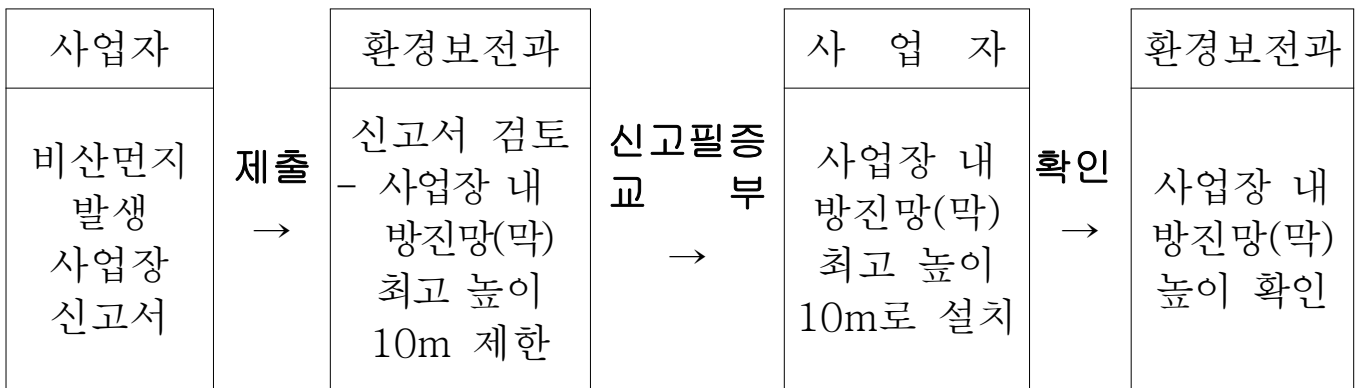 사업자
비산먼지
발생
사업장
신고서
제출
→
환경보전과
신고서 검토
- 사업장 내
방진망(막)
최고 높이
10m 제한
신고필증
교 부
→
사 업 자
사업장 내
방진망(막)
최고 높이
10m로 설치
확인
→
환경보전과
사업장 내
방진망(막)
높이 확인